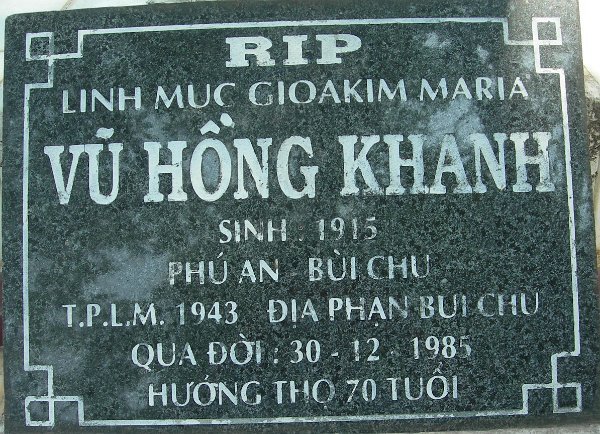 RIP
LINH MỤC GIOAKIM MARIA
VŨ HỒNG KHANH
SINH : 1915
PHÚ AN - BÙI CHU
T.P.L.M. 1943 ĐỊA PHẬN BUI CHU
QUA ĐỜI : 30 - 12 - 1985
HƯỞNG THỌ 70 TUỔI